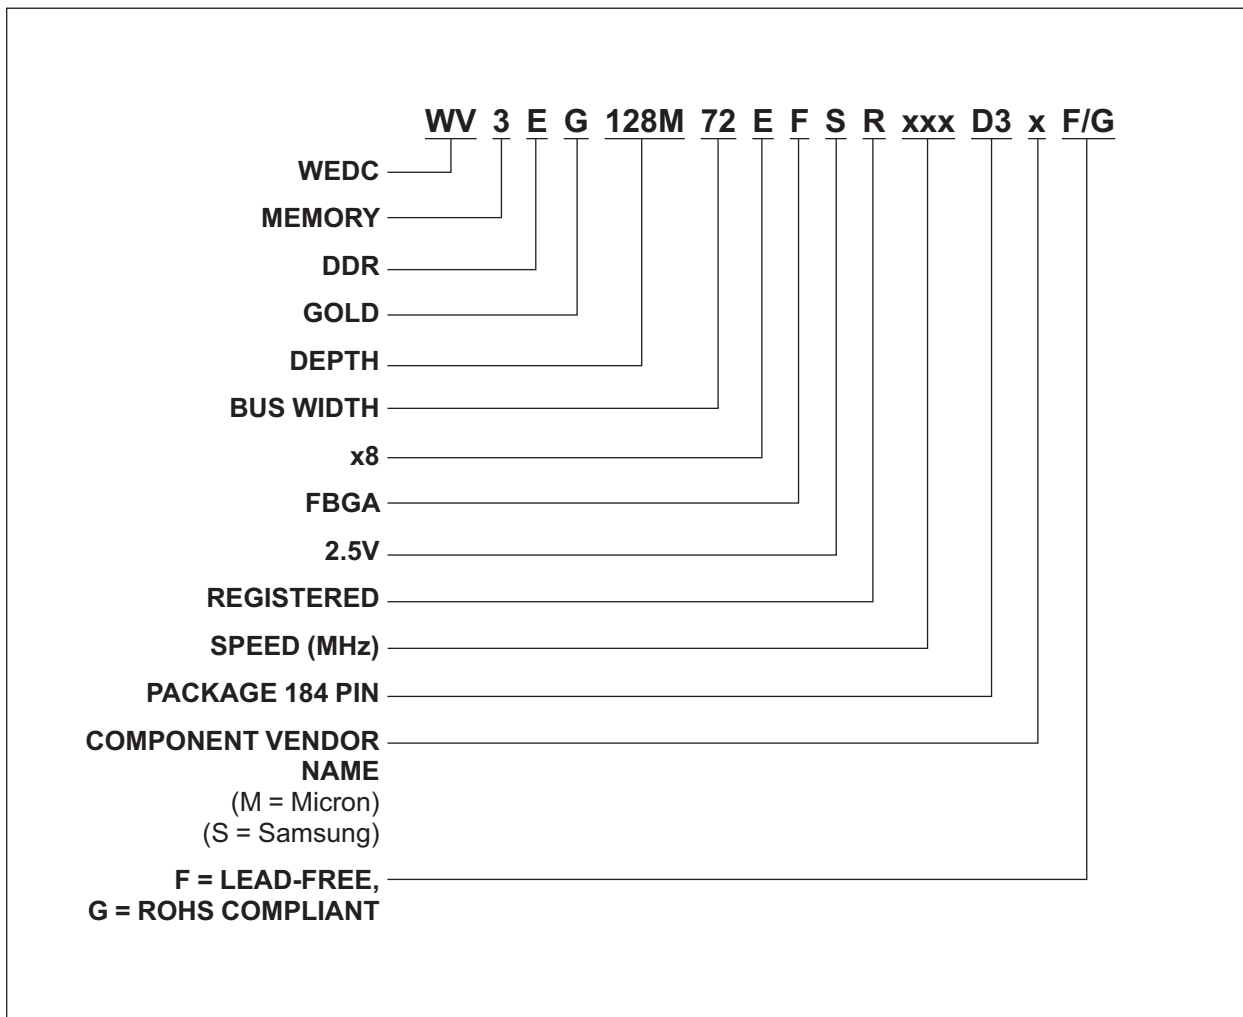 WV 3 E G 128M 72 E F S R xxx D3 x F/G
WEDC
MEMORY
DDR
GOLD
DEPTH
BUS WIDTH
x8
FBGA
2.5V
REGISTERED
SPEED (MHz)
PACKAGE 184 PIN
COMPONENT VENDOR
NAME
(M = Micron)
(S = Samsung)
F = LEAD-FREE,
G = ROHS COMPLIANT